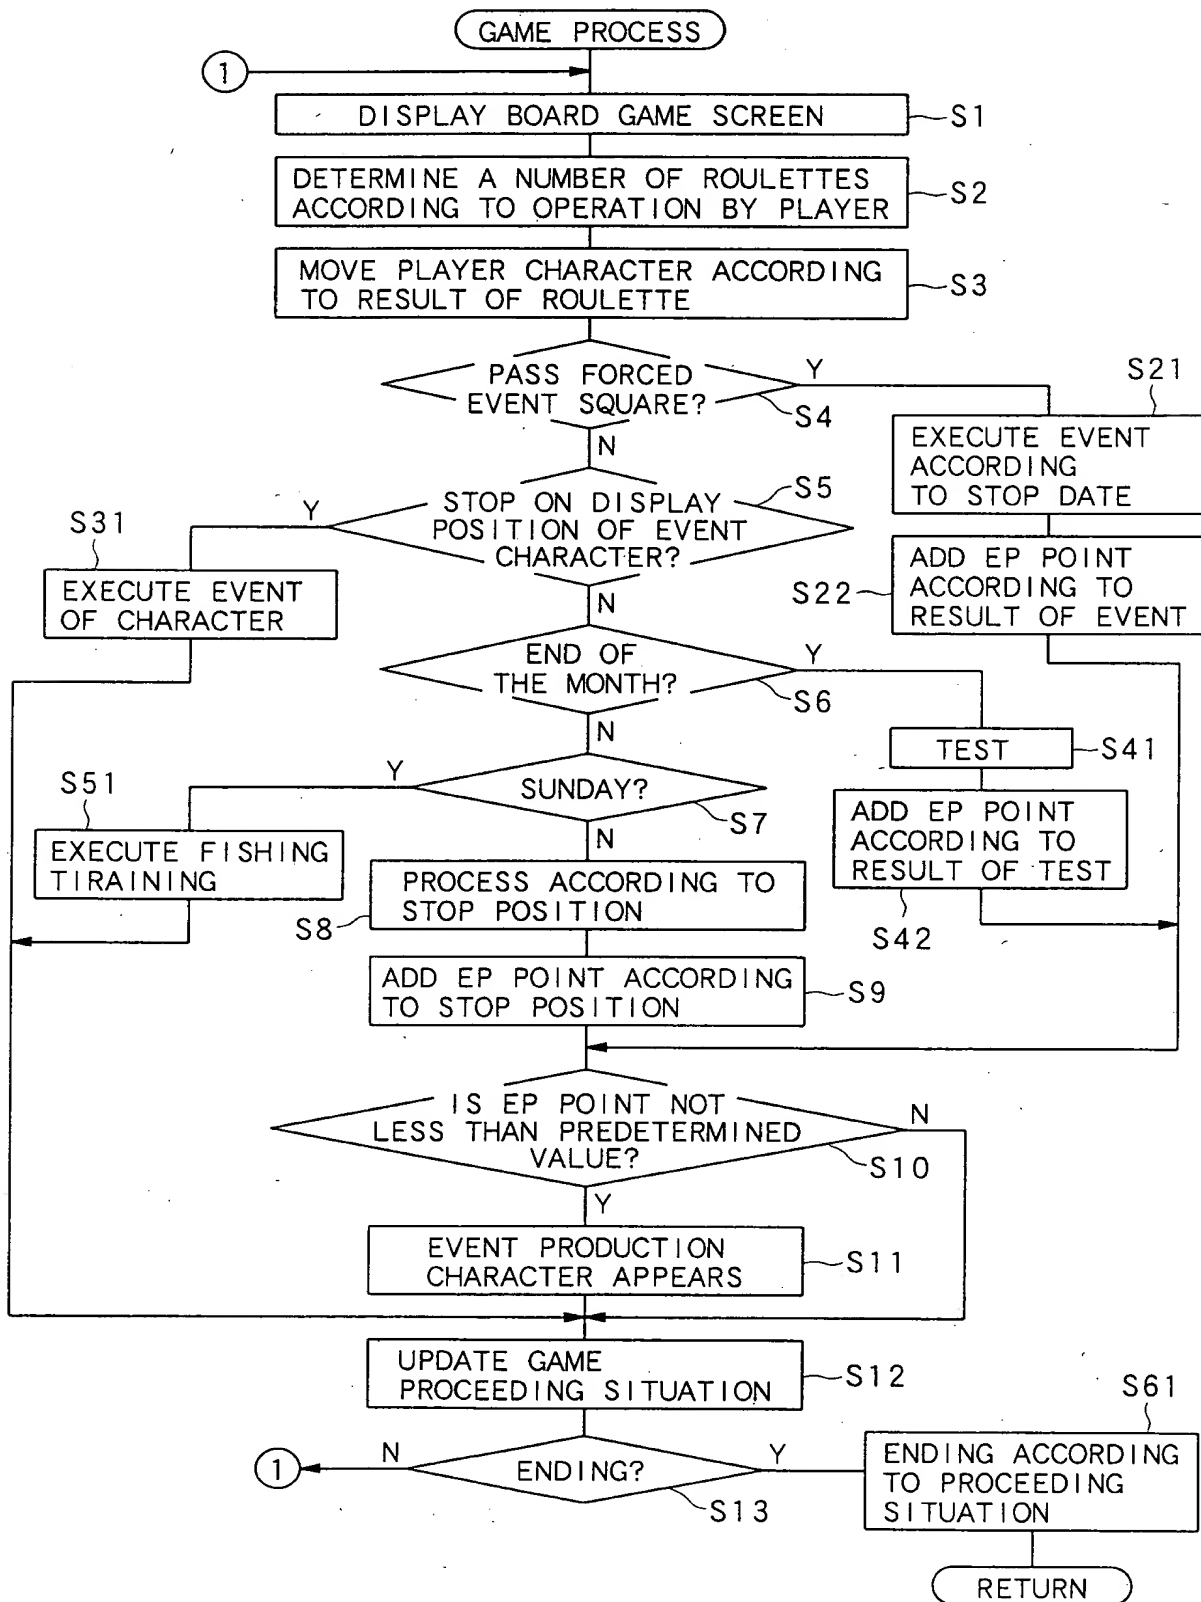 GAME PROCESS
1
DISPLAY BOARD GAME SCREEN
S1
DETERMINE A NUMBER OF ROULETTES
ACCORDING TO OPERATION BY PLAYER
S2
MOVE PLAYER CHARACTER ACCORDING
TO RESULT OF ROULETTE
S3
PASS FORCED
EVENT SQUARE?
Y
S4
N
S21
EXECUTE EVENT
ACCORDING
TO STOP DATE
STOP ON DISPLAY
POSITION OF EVENT
CHARACTER?
S5
Y
N
S31
EXECUTE EVENT
OF CHARACTER
S22
ADD EP POINT
ACCORDING TO
RESULT OF EVENT
END OF
THE MONTH?
Y
S6
N
TEST
S41
SUNDAY?
Y
S7
N
S51
EXECUTE FISHING
TIRAINING
ADD EP POINT
ACCORDING TO
RESULT OF TEST
S42
PROCESS ACCORDING TO
STOP POSITION
S8
ADD EP POINT ACCORDING
TO STOP POSITION
S9
IS EP POINT NOT
LESS THAN PREDETERMINED
VALUE?
N
S10
Y
EVENT PRODUCTION
CHARACTER APPEARS
S11
UPDATE GAME
PROCEEDING SITUATION
S12
ENDING?
N
1
Y
S13
S61
ENDING ACCORDING
TO PROCEEDING
SITUATION
RETURN